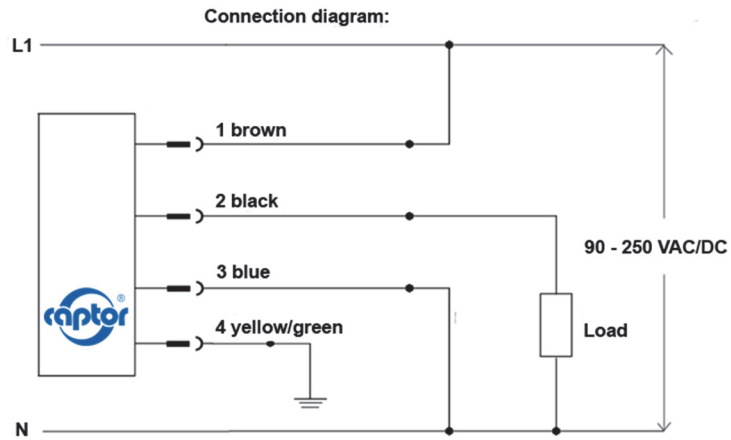 Connection diagram:
L1
1 brown
2 black
90 - 250 VAC/DC
3 blue
captor®
4 yellow/green
Load
N